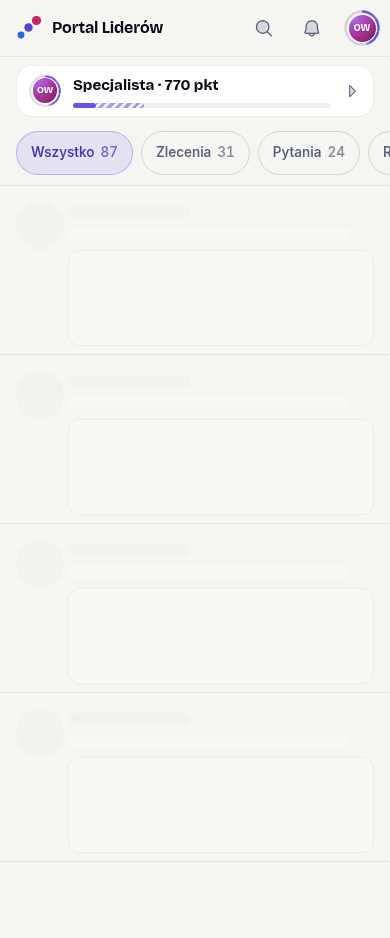 Portal Liderów
OW
OW
Specjalista · 770 pkt
Wszystko 87
Zlecenia 31
Pytania 24
R